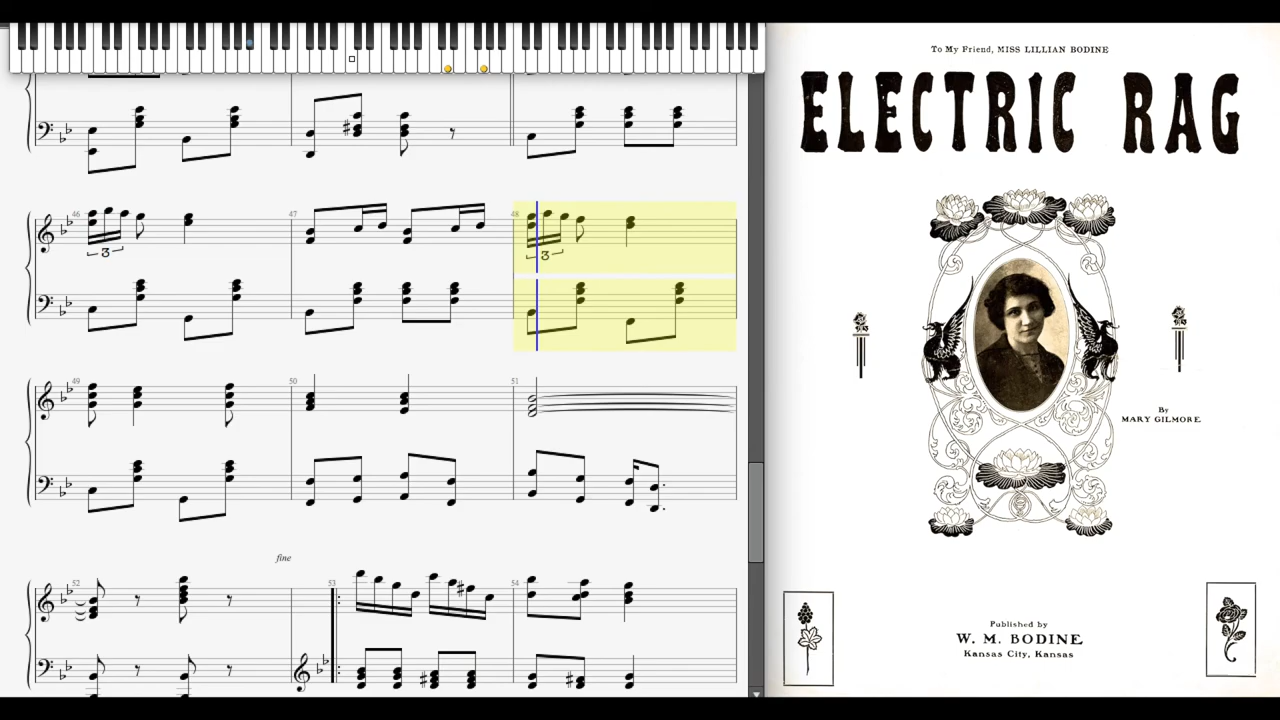 To My Friend, MISS LILLIAN BODINE
ELECTRIC RAG
46
3
47
48
3
49
50
51
fine
52
53
54
By
MARY GILMORE.
Published by
W. M. BODINE
Kansas City, Kansas